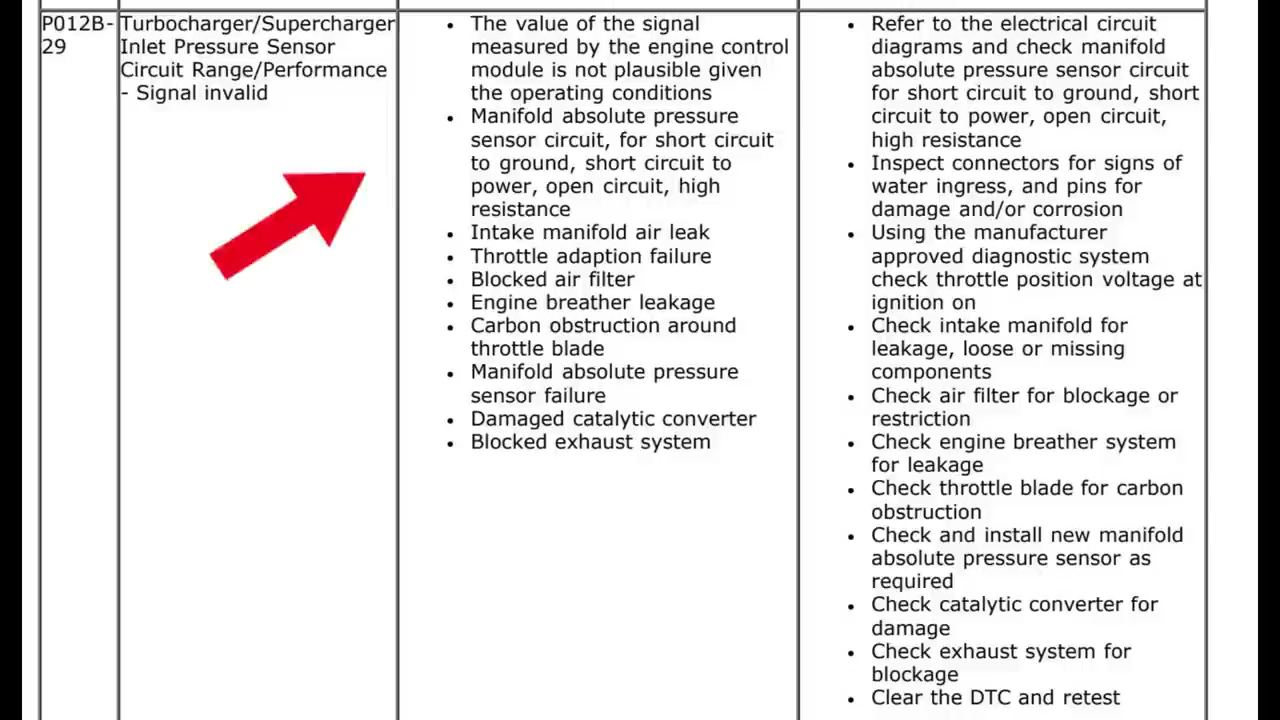 P012B-
29
Turbocharger/Supercharger
Inlet Pressure Sensor
Circuit Range/Performance
- Signal invalid
• The value of the signal
measured by the engine control
module is not plausible given
the operating conditions
• Manifold absolute pressure
sensor circuit, for short circuit
to ground, short circuit to
power, open circuit, high
resistance
• Intake manifold air leak
• Throttle adaption failure
• Blocked air filter
• Engine breather leakage
• Carbon obstruction around
throttle blade
• Manifold absolute pressure
sensor failure
• Damaged catalytic converter
• Blocked exhaust system
• Refer to the electrical circuit
diagrams and check manifold
absolute pressure sensor circuit
for short circuit to ground, short
circuit to power, open circuit,
high resistance
• Inspect connectors for signs of
water ingress, and pins for
damage and/or corrosion
• Using the manufacturer
approved diagnostic system
check throttle position voltage at
ignition on
• Check intake manifold for
leakage, loose or missing
components
• Check air filter for blockage or
restriction
• Check engine breather system
for leakage
• Check throttle blade for carbon
obstruction
• Check and install new manifold
absolute pressure sensor as
required
• Check catalytic converter for
damage
• Check exhaust system for
blockage
• Clear the DTC and retest